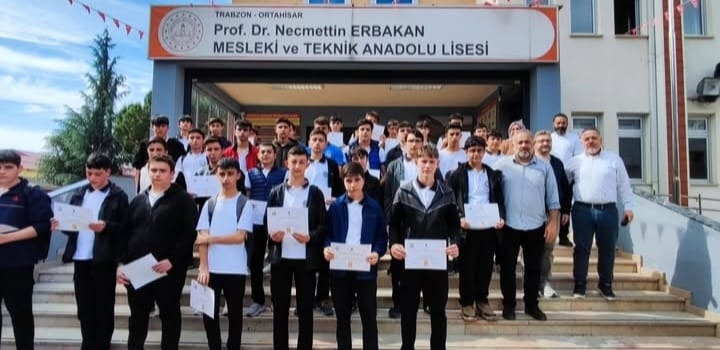 TRABZON - ORTAHİSAR
Prof. Dr. Necmettin ERBAKAN
MESLEKİ ve TEKNİK ANADOLU LİSESİ